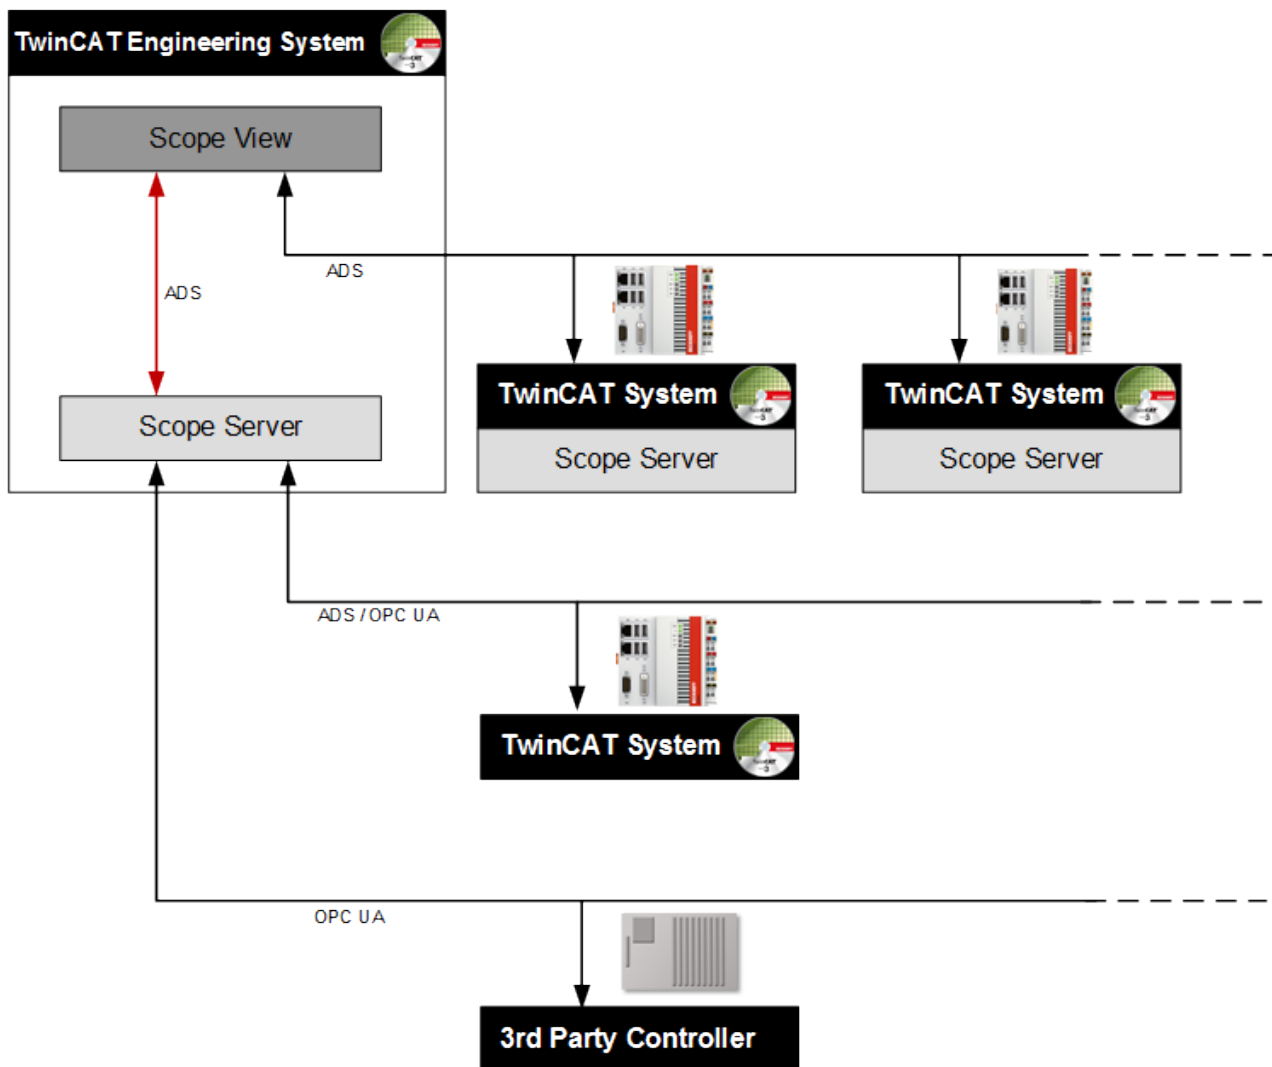 TwinCAT Engineering System
Scope View
ADS
ADS
Scope Server
TwinCAT System
Scope Server
TwinCAT System
Scope Server
ADS / OPC UA
TwinCAT System
OPC UA
3rd Party Controller